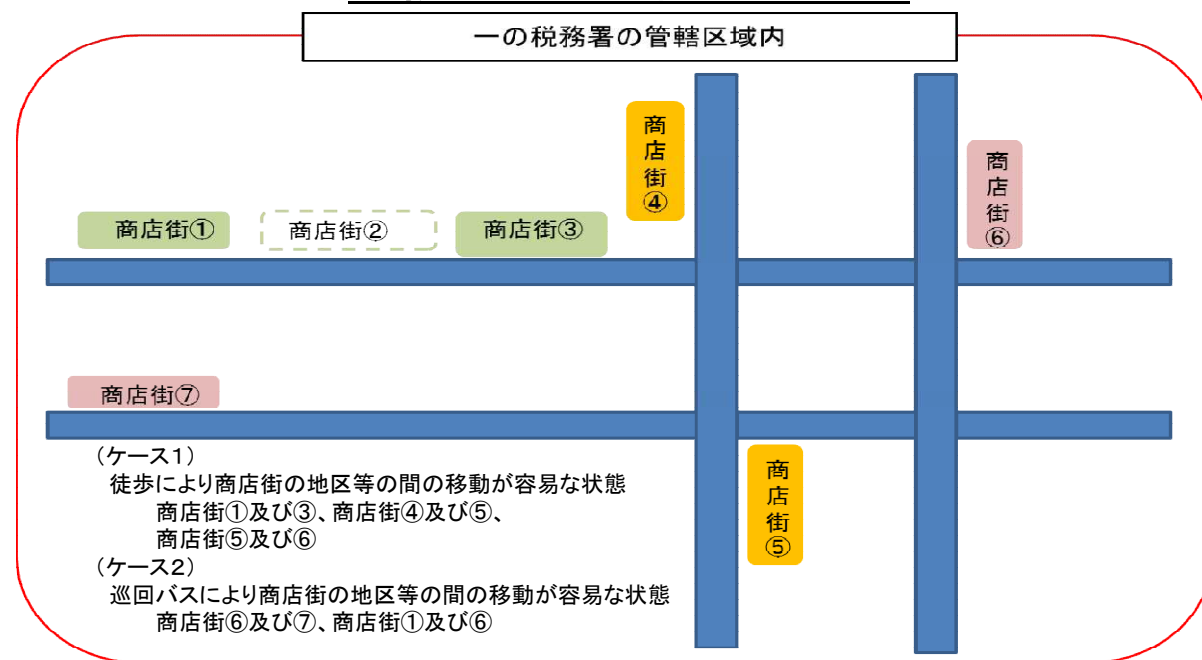 一の税務署の管轄区域内
商店街④
商店街⑥
商店街①
商店街②
商店街③
商店街⑦
(ケース1)
徒歩により商店街の地区等の間の移動が容易な状態
商店街①及び③、商店街④及び⑤、
商店街⑤及び⑥
(ケース2)
巡回バスにより商店街の地区等の間の移動が容易な状態
商店街⑥及び⑦、商店街①及び⑥
商店街⑤